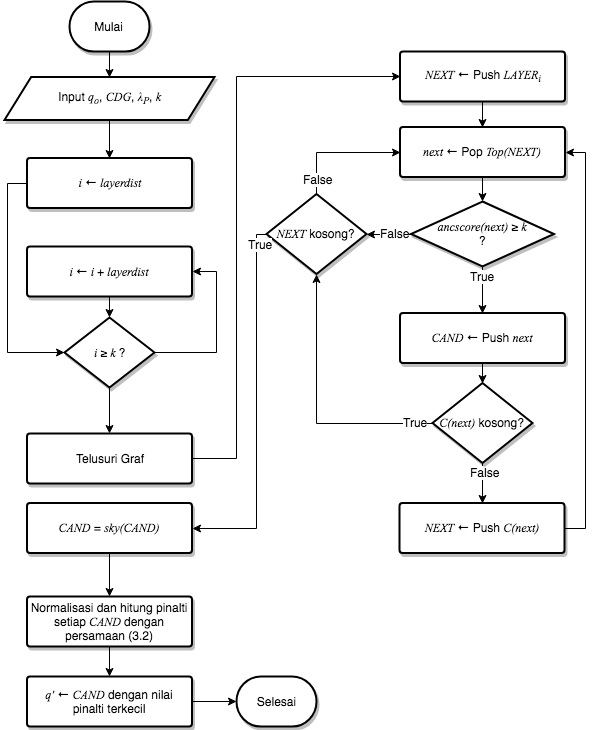 Mulai
Input qₒ, CDG, λ_P, k
i ← layerdist
i ← i + layerdist
i ≥ k ?
Telusuri Graf
CAND = sky(CAND)
Normalisasi dan hitung pinalti
setiap CAND dengan
persamaan (3.2)
q' ← CAND dengan nilai
pinalti terkecil
Selesai
NEXT ← Push LAYERᵢ
next ← Pop Top(NEXT)
ancscore(next) ≥ k
?
False
True
NEXT kosong?
False
True
CAND ← Push next
C(next) kosong?
True
False
NEXT ← Push C(next)